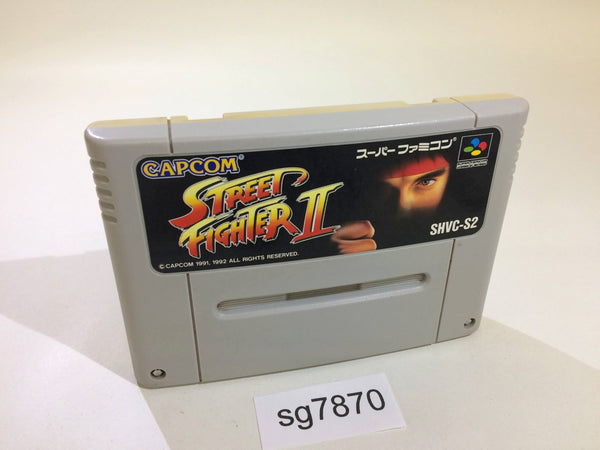 CAPCOM
スーパーファミコン
STREET
FIGHTER II
SHVC-S2
© CAPCOM 1991, 1992 ALL RIGHTS RESERVED.
sg7870